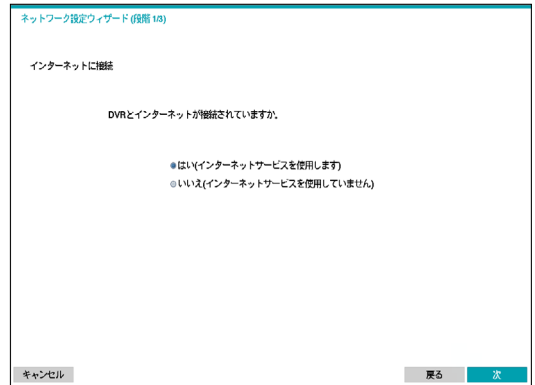 ネットワーク設定ウィザード (段階 1/3)
インターネットに接続
DVRとインターネットが接続されていますか。
はい(インターネットサービスを使用します)
いいえ(インターネットサービスを使用していません)
キャンセル 戻る 次